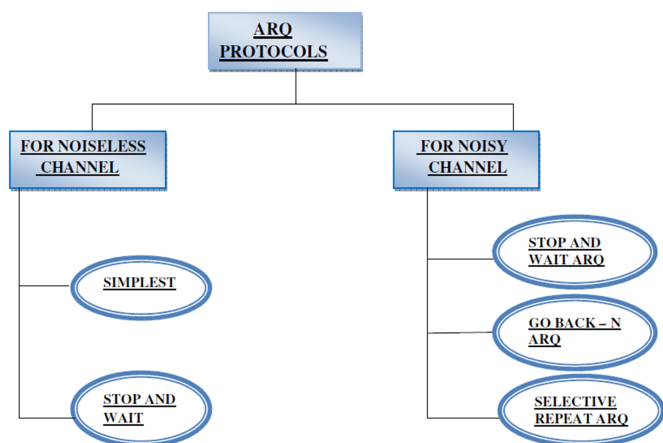 ARQ
PROTOCOLS
FOR NOISELESS
CHANNEL
FOR NOISY
CHANNEL
SIMPLEST
STOP AND
WAIT
STOP AND
WAIT ARQ
GO BACK – N
ARQ
SELECTIVE
REPEAT ARQ